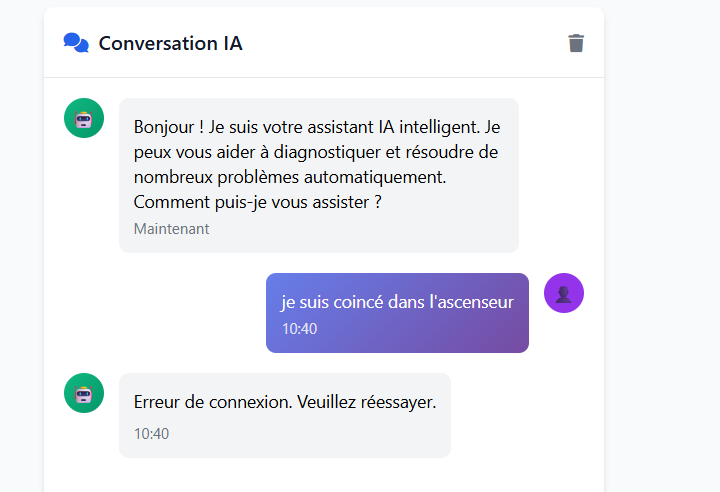 Conversation IA
Bonjour ! Je suis votre assistant IA intelligent. Je
peux vous aider à diagnostiquer et résoudre de
nombreux problèmes automatiquement.
Comment puis-je vous assister ?
Maintenant
je suis coincé dans l'ascenseur
10:40
Erreur de connexion. Veuillez réessayer.
10:40